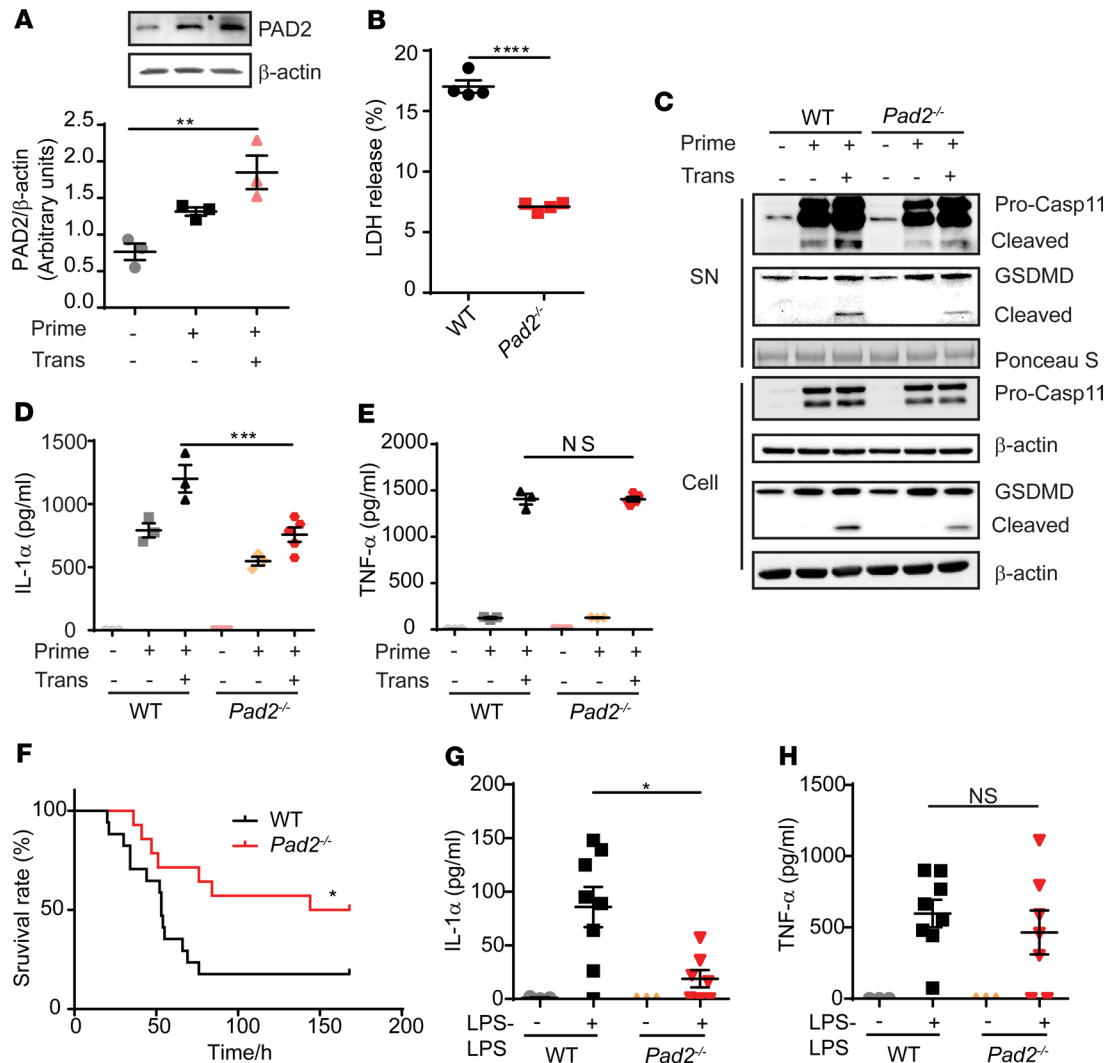 A
PAD2
β-actin
**
2.5
2.0
1.5
1.0
0.5
0.0
PAD2/β-actin
(Arbitrary units)
Prime - + +
Trans - - +
B
****
20
15
10
5
0
LDH release (%)
WT
Pad2-/-
C
WT Pad2-/-
Prime - + + - + +
Trans - - + - - +
SN
Pro-Casp11
Cleaved
GSDMD
Cleaved
Ponceau S
Cell
Pro-Casp11
β-actin
GSDMD
Cleaved
β-actin
D
***
1500
1000
500
0
IL-1α (pg/ml)
Prime - + + - + +
Trans - - + - - +
WT Pad2-/-
E
NS
2000
1500
1000
500
0
TNF-α (pg/ml)
Prime - + + - + +
Trans - - + - - +
WT Pad2-/-
F
WT
Pad2-/-
*
100
50
0
Sruvival rate (%)
0 50 100 150 200
Time/h
G
*
200
150
100
50
0
IL-1α (pg/ml)
LPS- - + - +
LPS
WT Pad2-/-
H
NS
1500
1000
500
0
TNF-α (pg/ml)
LPS- - + - +
LPS
WT Pad2-/-